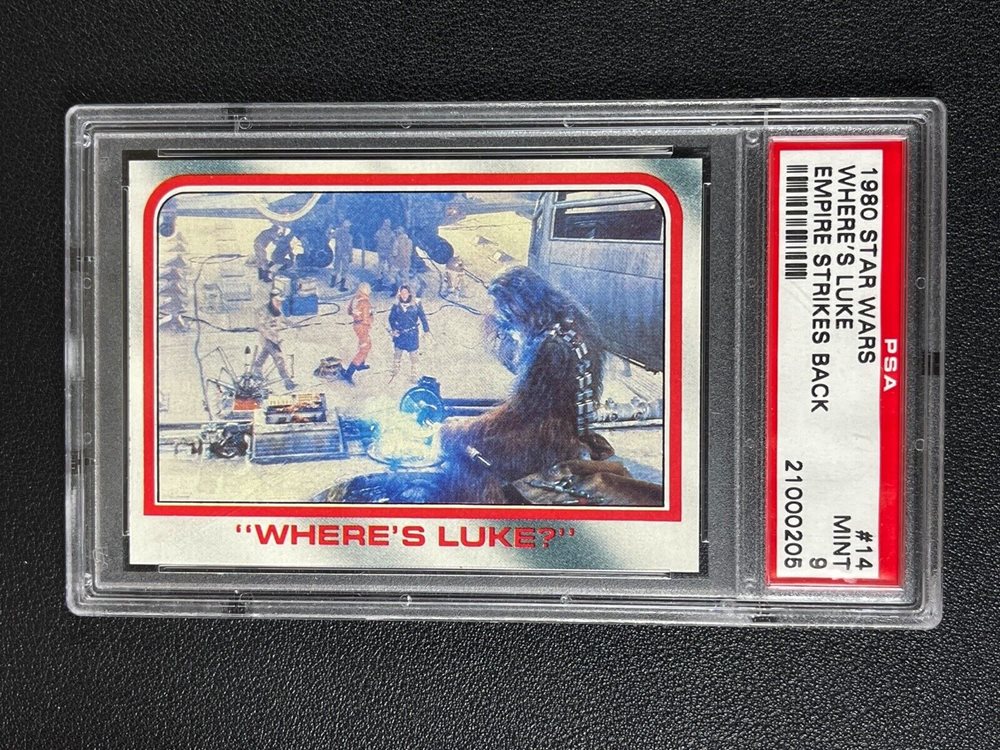 "WHERE'S LUKE?"
PSA
1980 STAR WARS #14
WHERE'S LUKE MINT
EMPIRE STRIKES BACK 9
21000205